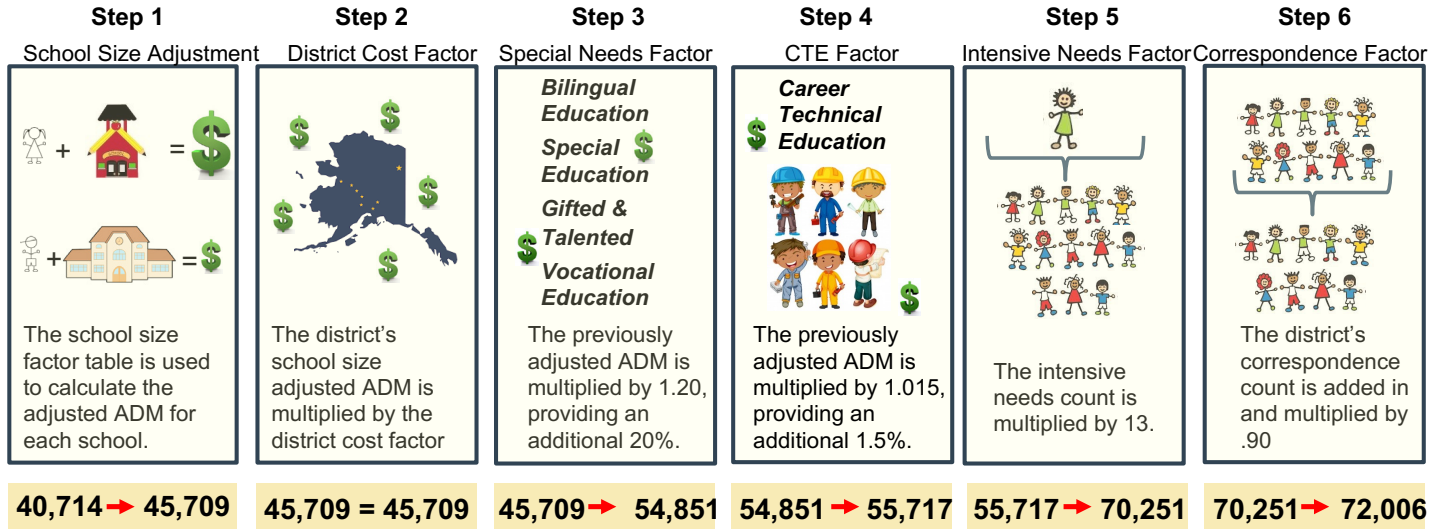 Step 1
School Size Adjustment
+ =
+ =
SCHOOL
The school size
factor table is used
to calculate the
adjusted ADM for
each school.
40,714 → 45,709
Step 2
District Cost Factor
The district's
school size
adjusted ADM is
multiplied by the
district cost factor
45,709 = 45,709
Step 3
Special Needs Factor
Bilingual
Education
Special
Education
Gifted &
Talented
Vocational
Education
The previously
adjusted ADM is
multiplied by 1.20,
providing an
additional 20%.
45,709 → 54,851
Step 4
CTE Factor
Career
Technical
Education
The previously
adjusted ADM is
multiplied by 1.015,
providing an
additional 1.5%.
54,851 → 55,717
Step 5
Intensive Needs Factor
The intensive
needs count is
multiplied by 13.
55,717 → 70,251
Step 6
Correspondence Factor
The district's
correspondence
count is added in
and multiplied by
.90
70,251 → 72,006